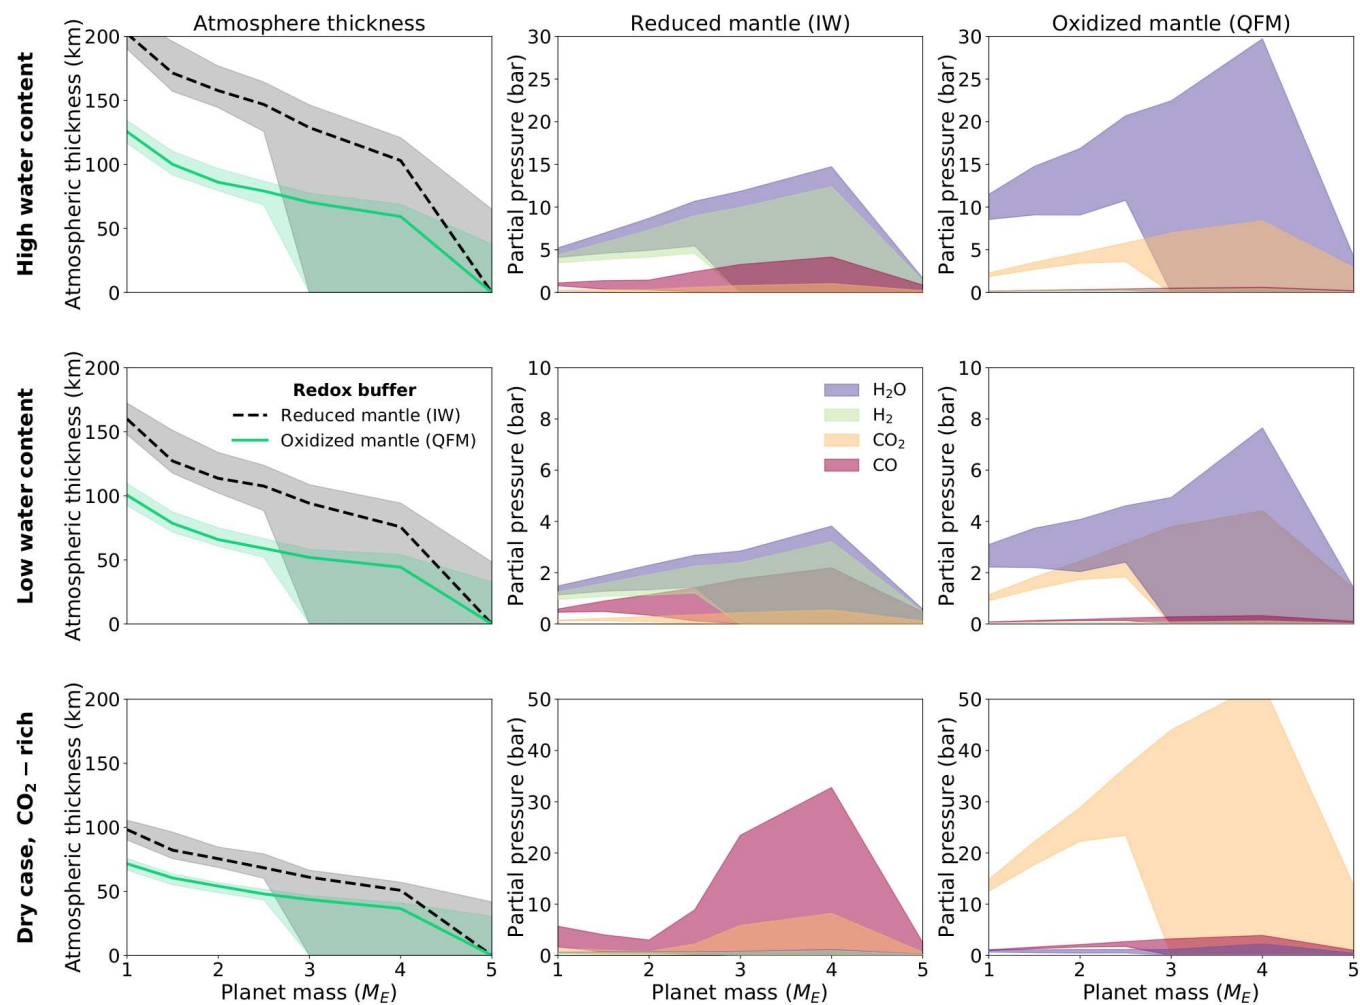 Atmosphere thickness
Reduced mantle (IW)
Oxidized mantle (QFM)
High water content
Atmospheric thickness (km)
200
150
100
50
0
Partial pressure (bar)
30
25
20
15
10
5
0
Partial pressure (bar)
30
25
20
15
10
5
0
Low water content
Atmospheric thickness (km)
200
150
100
50
0
Redox buffer
Reduced mantle (IW)
Oxidized mantle (QFM)
Partial pressure (bar)
10
8
6
4
2
0
H₂O
H₂
CO₂
CO
Partial pressure (bar)
10
8
6
4
2
0
Dry case, CO₂ − rich
Atmospheric thickness (km)
200
150
100
50
0
1 2 3 4 5
Planet mass (M_E)
Partial pressure (bar)
50
40
30
20
10
0
1 2 3 4 5
Planet mass (M_E)
Partial pressure (bar)
50
40
30
20
10
0
1 2 3 4 5
Planet mass (M_E)